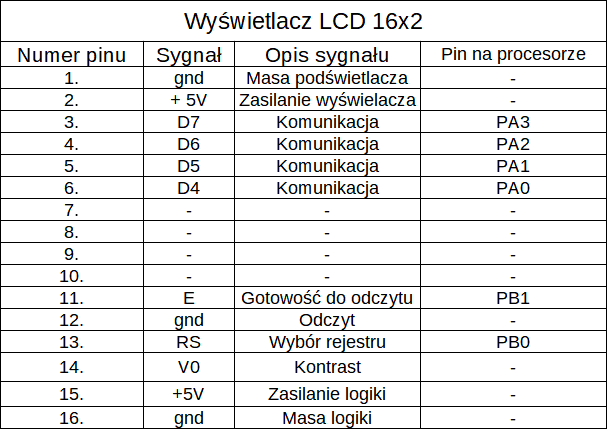 Wyświetlacz LCD 16x2
Numer pinu Sygnał Opis sygnału Pin na procesorze
1. gnd Masa podświetlacza -
2. + 5V Zasilanie wyświelacza -
3. D7 Komunikacja PA3
4. D6 Komunikacja PA2
5. D5 Komunikacja PA1
6. D4 Komunikacja PA0
7. - - -
8. - - -
9. - - -
10. - - -
11. E Gotowość do odczytu PB1
12. gnd Odczyt -
13. RS Wybór rejestru PB0
14. V0 Kontrast -
15. +5V Zasilanie logiki -
16. gnd Masa logiki -